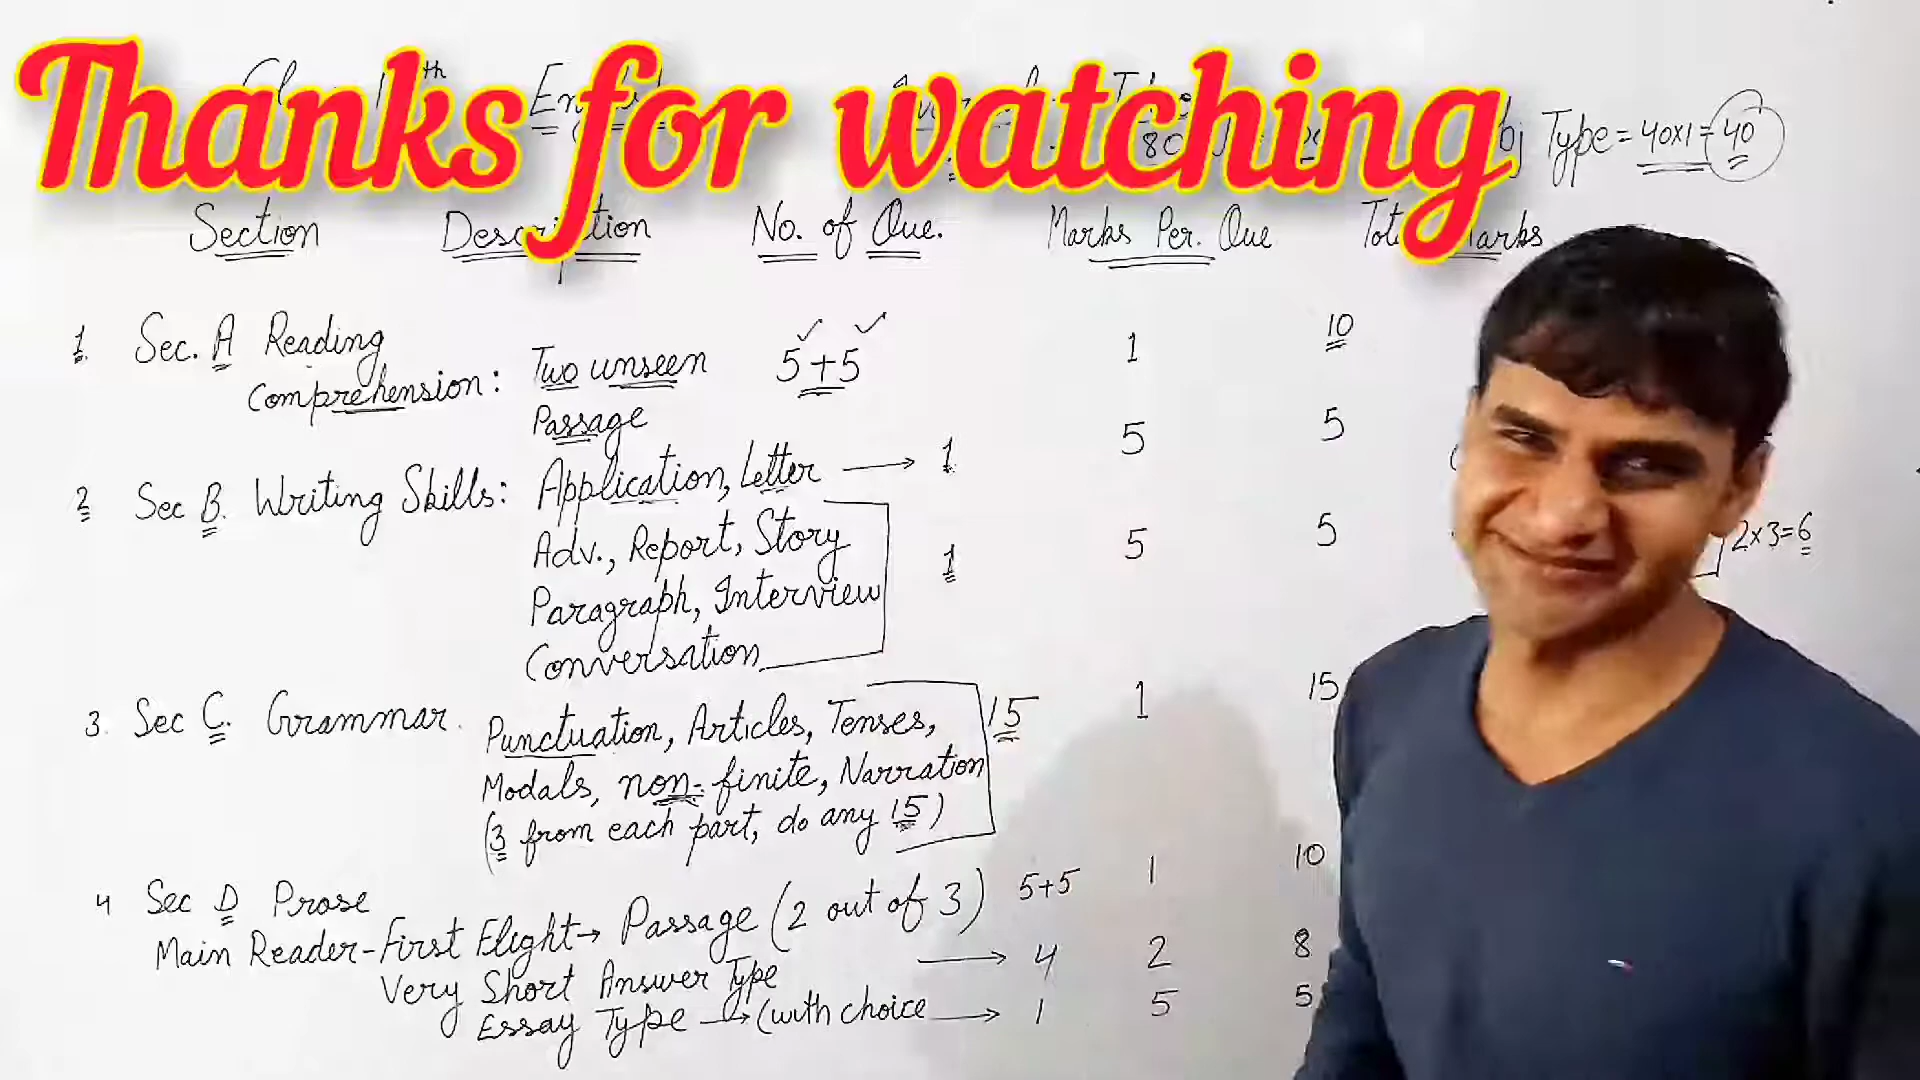 Thanks for watching
th
bj Type = 40x1 = 40
Section Description No. of Que. Marks Per. Que Total Marks
1. Sec. A Reading Comprehension: Two unseen Passage 5+5 1 10
2 Sec B. Writing Skills: Application, Letter → 1 5 5
Adv., Report, Story
Paragraph, Interview
Conversation 1 5 5
2x3=6
3. Sec C. Grammar. Punctuation, Articles, Tenses, 15 1 15
Modals, non-finite, Narration
(3 from each part, do any 15)
4 Sec D Prose
Main Reader - First Flight → Passage (2 out of 3) 5+5 1 10
Very Short Answer Type → 4 2 8
Essay Type → (with choice → 1 5 5